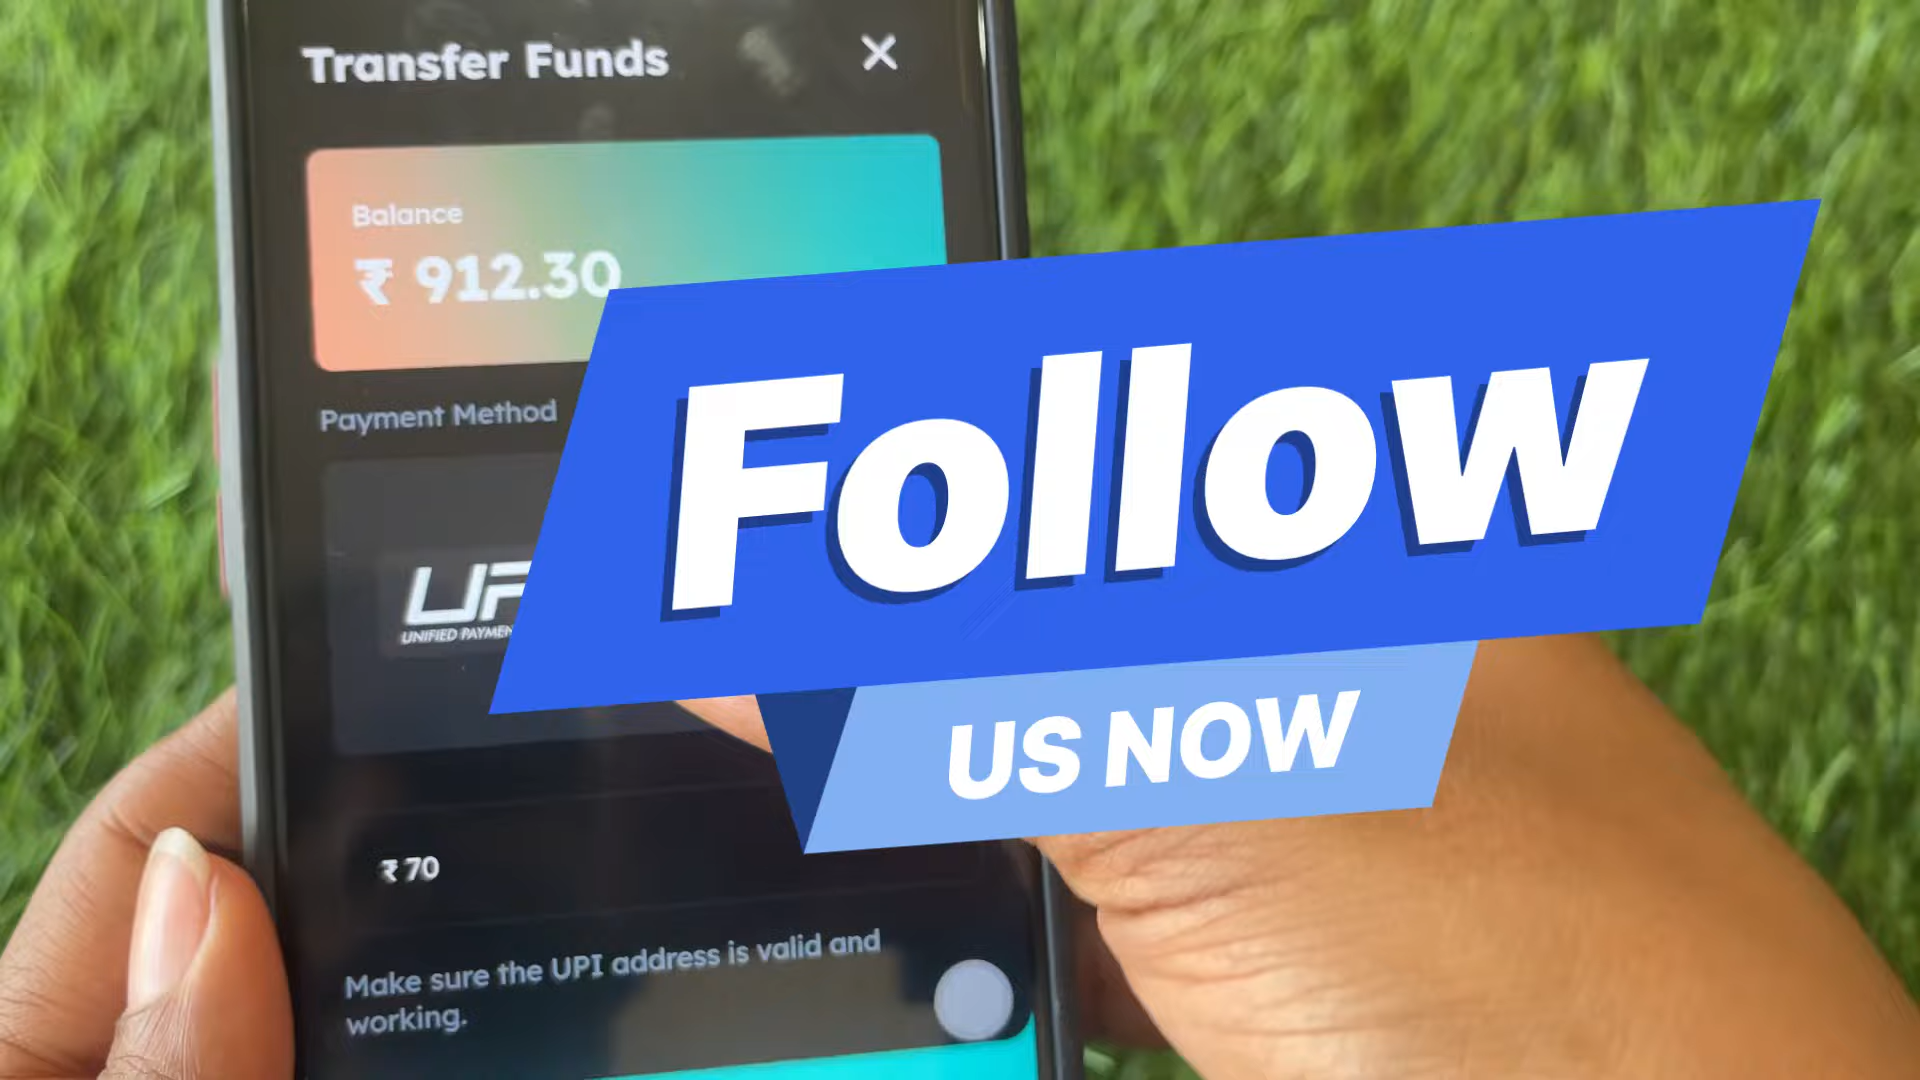 Transfer Funds
Balance
₹ 912.30
Payment Method
UNIFIED
Follow
US NOW
₹ 70
Make sure the UPI address is valid and
working.